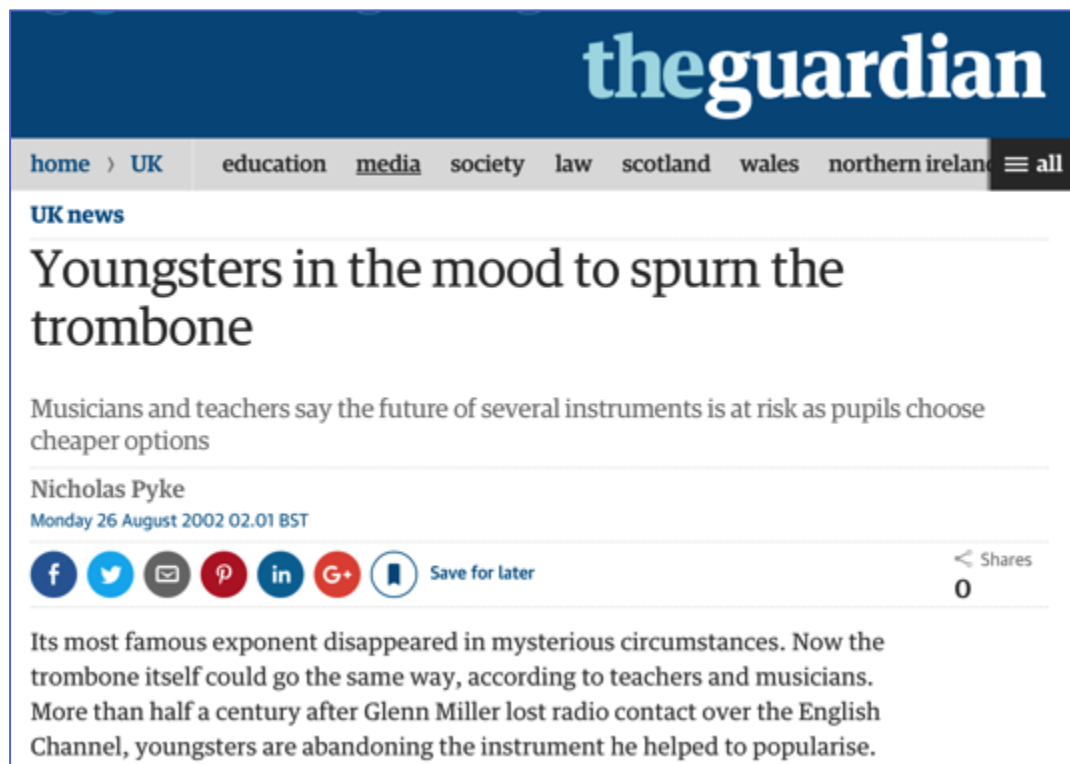 theguardian
home › UK education media society law scotland wales northern irelan ≡ all
UK news
Youngsters in the mood to spurn the
trombone
Musicians and teachers say the future of several instruments is at risk as pupils choose
cheaper options
Nicholas Pyke
Monday 26 August 2002 02.01 BST
Save for later
Shares
0
Its most famous exponent disappeared in mysterious circumstances. Now the
trombone itself could go the same way, according to teachers and musicians.
More than half a century after Glenn Miller lost radio contact over the English
Channel, youngsters are abandoning the instrument he helped to popularise.